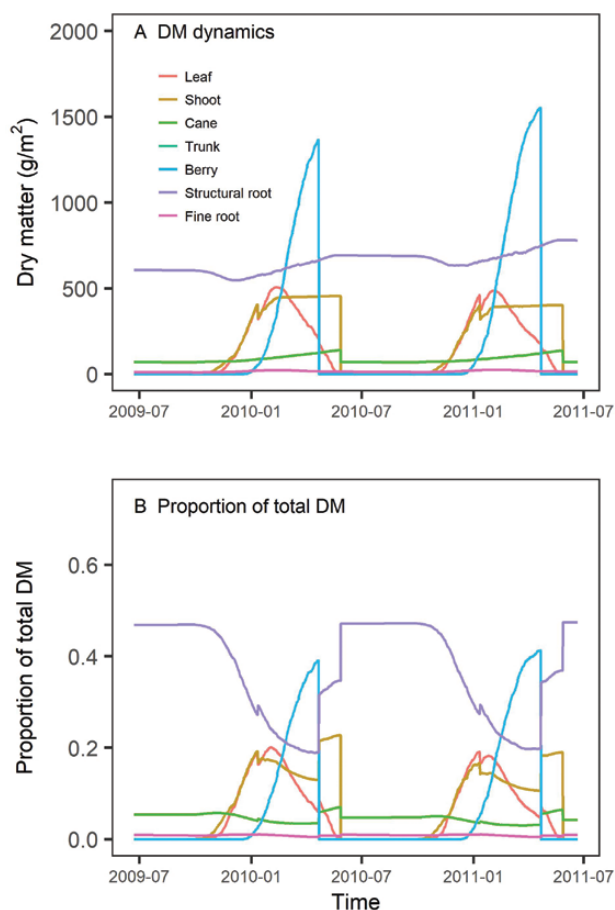 A DM dynamics
Dry matter (g/m²)
2000
1500
1000
500
0
Leaf
Shoot
Cane
Trunk
Berry
Structural root
Fine root
2009-07 2010-01 2010-07 2011-01 2011-07
B Proportion of total DM
Proportion of total DM
0.6
0.4
0.2
0.0
2009-07 2010-01 2010-07 2011-01 2011-07
Time